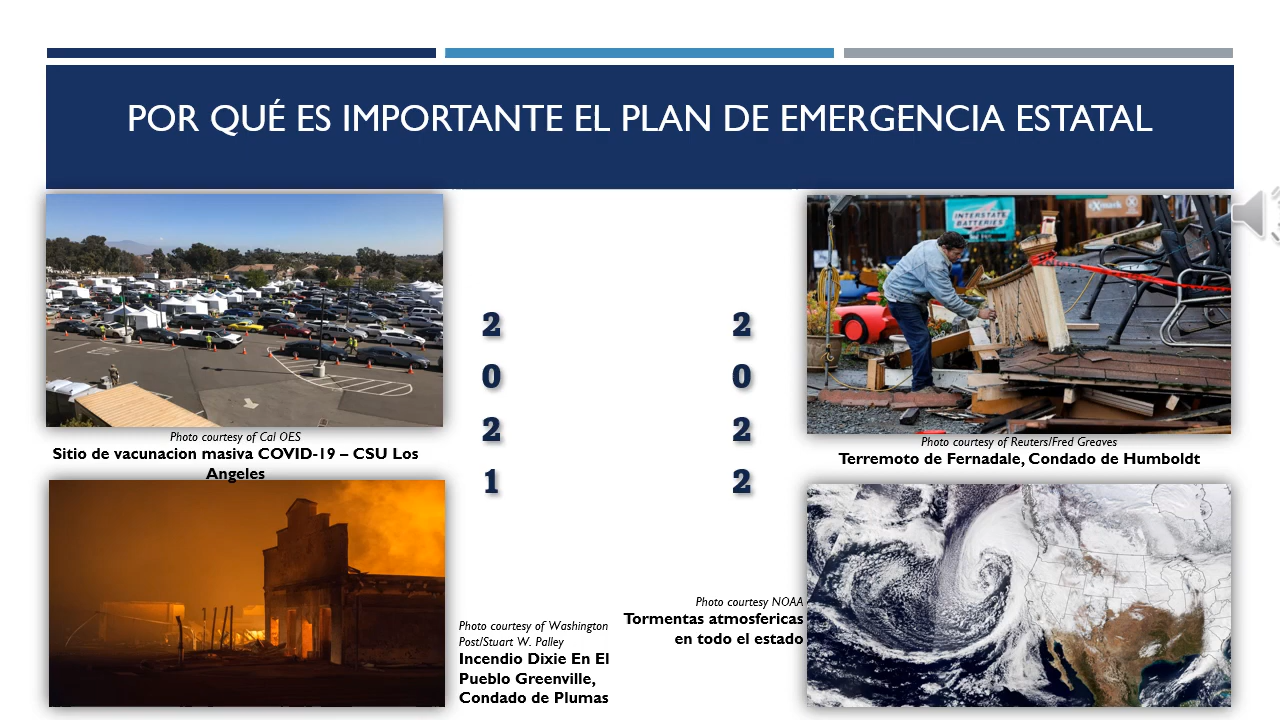 POR QUÉ ES IMPORTANTE EL PLAN DE EMERGENCIA ESTATAL
Photo courtesy of Cal OES
Sitio de vacunacion masiva COVID-19 – CSU Los
Angeles
2
0
2
1
Photo courtesy of Washington
Post/Stuart W. Palley
Incendio Dixie En El
Pueblo Greenville,
Condado de Plumas
2
0
2
2
INTERSTATE
BATTERIES
eXmark
Photo courtesy of Reuters/Fred Greaves
Terremoto de Fernadale, Condado de Humboldt
Photo courtesy NOAA
Tormentas atmosfericas
en todo el estado